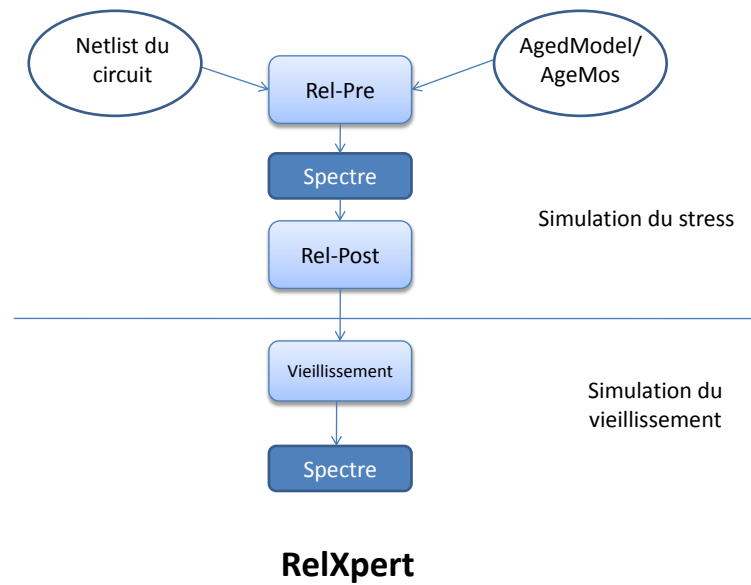 Netlist du
circuit
AgedModel/
AgeMos
Rel-Pre
Spectre
Simulation du stress
Rel-Post
Vieillissement
Simulation du
vieillissement
Spectre
RelXpert